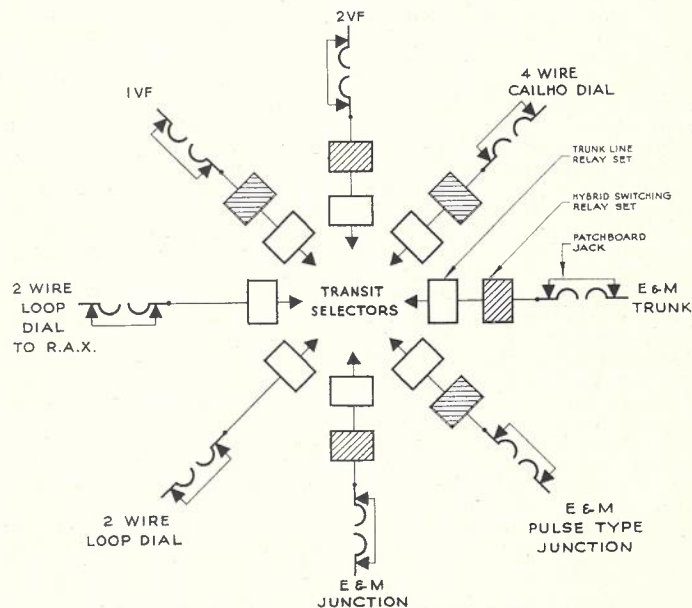 2VF
1VF
4 WIRE
CAILHO DIAL
TRUNK LINE
RELAY SET
HYBRID SWITCHING
RELAY SET
PATCHBOARD
JACK
2 WIRE
LOOP
DIAL
TO R.A.X.
TRANSIT
SELECTORS
E & M
TRUNK
2 WIRE
LOOP DIAL
E & M
JUNCTION
E & M
PULSE TYPE
JUNCTION